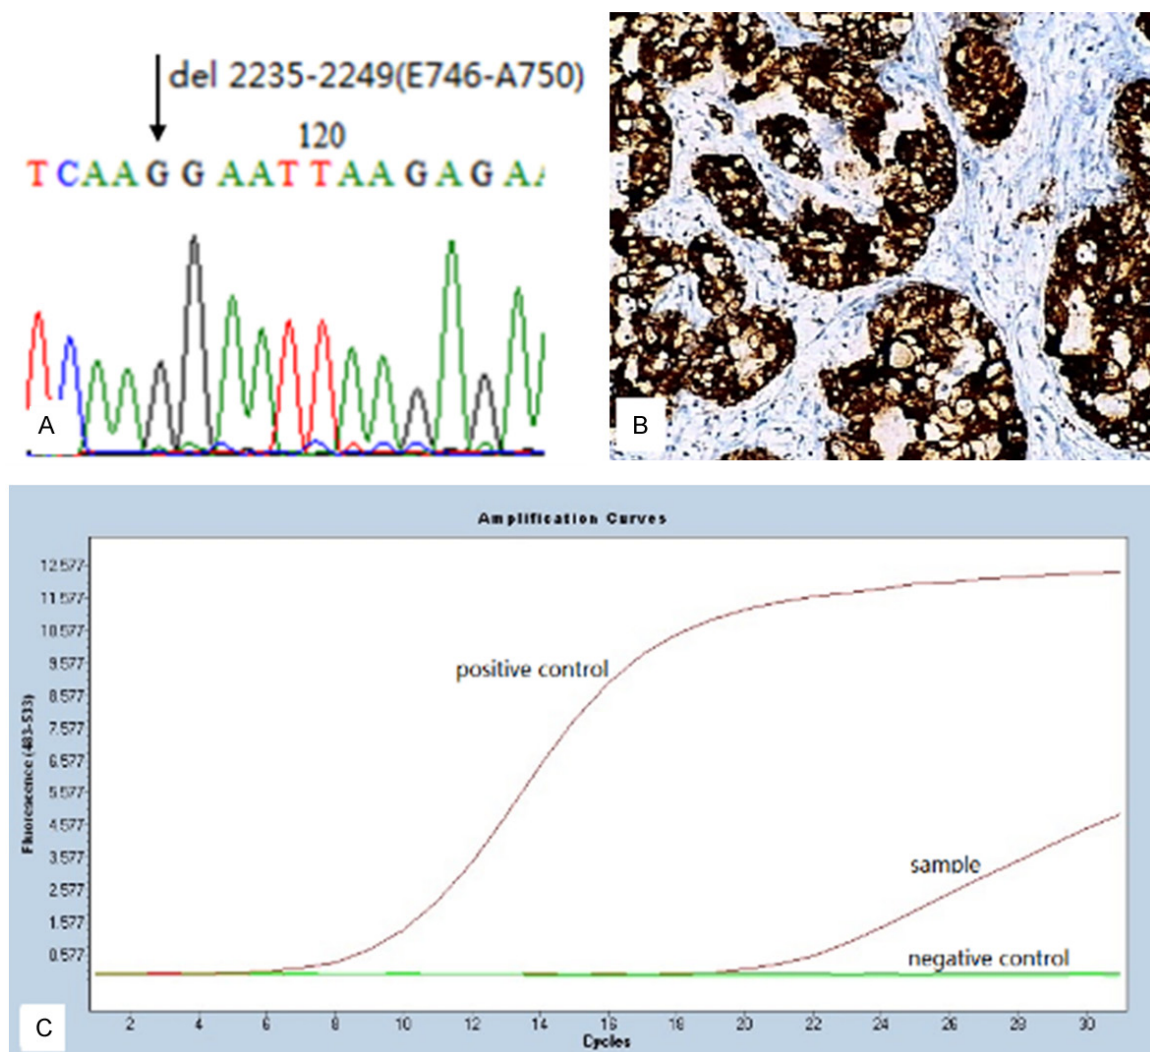 del 2235-2249(E746-A750)
120
T C A A G G A A T T A A G A G A A
A
B
Amplification Curves
12.577
11.577
10.577
9.577
8.577
7.577
6.577
5.577
4.577
3.577
2.577
1.577
0.577
Fluorescence (483-533)
positive control
sample
negative control
2 4 6 8 10 12 14 16 18 20 22 24 26 28 30
Cycles
C